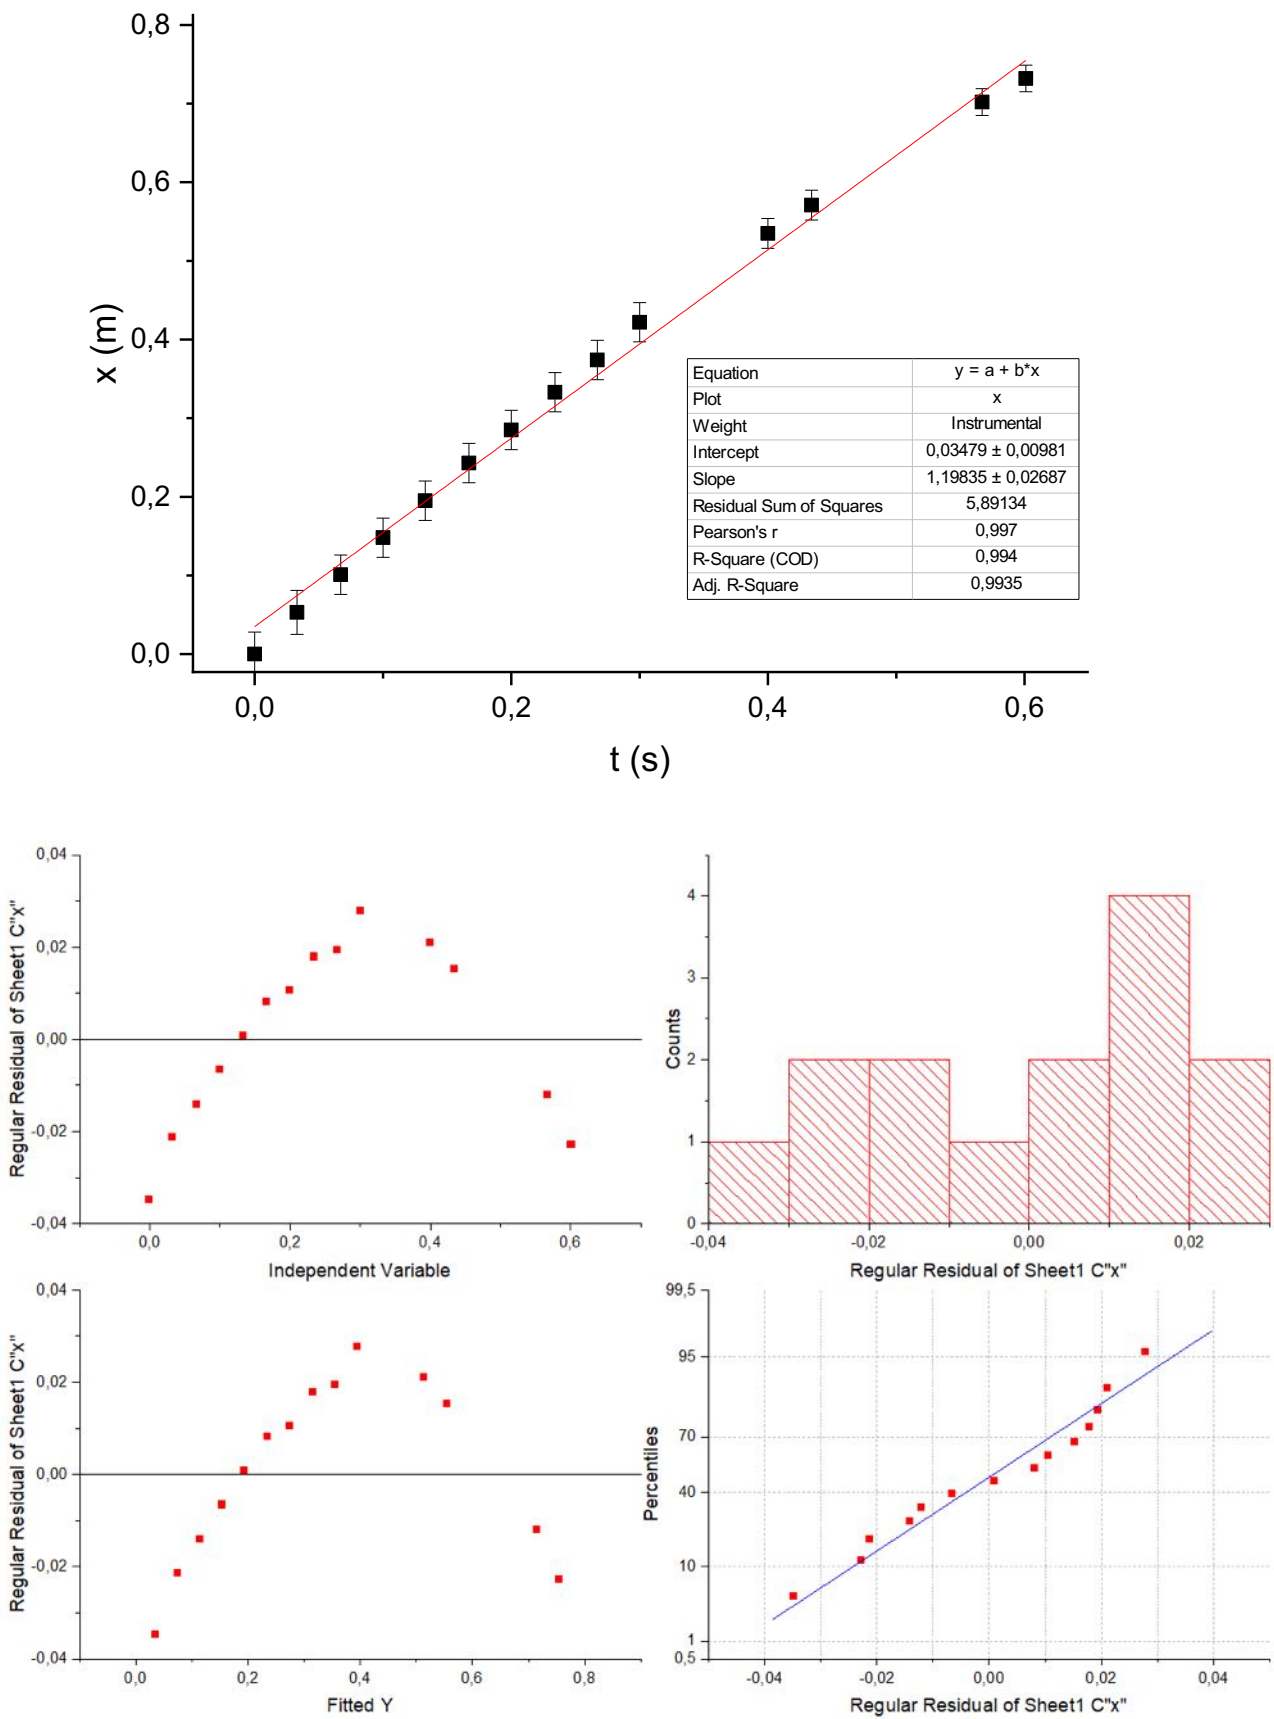 0,8
0,6
0,4
0,2
0,0
x (m)
0,0 0,2 0,4 0,6
t (s)
Equation y = a + b*x
Plot x
Weight Instrumental
Intercept 0,03479 ± 0,00981
Slope 1,19835 ± 0,02687
Residual Sum of Squares 5,89134
Pearson's r 0,997
R-Square (COD) 0,994
Adj. R-Square 0,9935
0,04
0,02
0,00
-0,02
-0,04
Regular Residual of Sheet1 C"x"
0,0 0,2 0,4 0,6
Independent Variable
4
3
2
1
0
Counts
-0,04 -0,02 0,00 0,02
Regular Residual of Sheet1 C"x"
0,04
0,02
0,00
-0,02
-0,04
Regular Residual of Sheet1 C"x"
0,0 0,2 0,4 0,6 0,8
Fitted Y
99,5
95
70
40
10
1
0,5
Percentiles
-0,04 -0,02 0,00 0,02 0,04
Regular Residual of Sheet1 C"x"